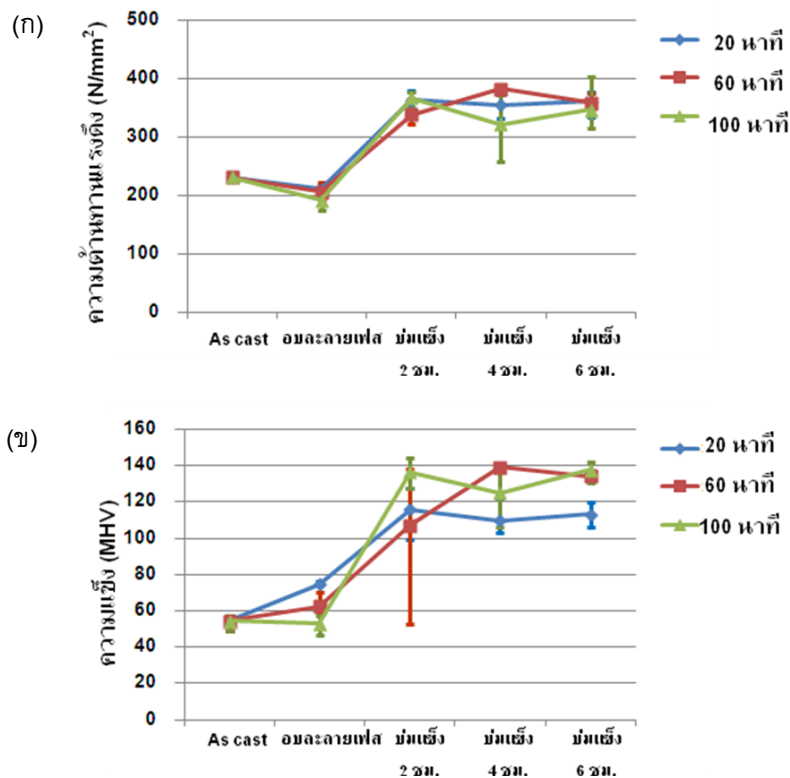 (ก)
ความต้านทานแรงดึง (N/mm²)
500
400
300
200
100
0
As cast อบละลายเฟส บ่มแข็ง บ่มแข็ง บ่มแข็ง
2 ชม. 4 ชม. 6 ชม.
20 นาที
60 นาที
100 นาที
(ข)
ความแข็ง (MHV)
160
140
120
100
80
60
40
20
0
As cast อบละลายเฟส บ่มแข็ง บ่มแข็ง บ่มแข็ง
2 ชม. 4 ชม. 6 ชม.
20 นาที
60 นาที
100 นาที